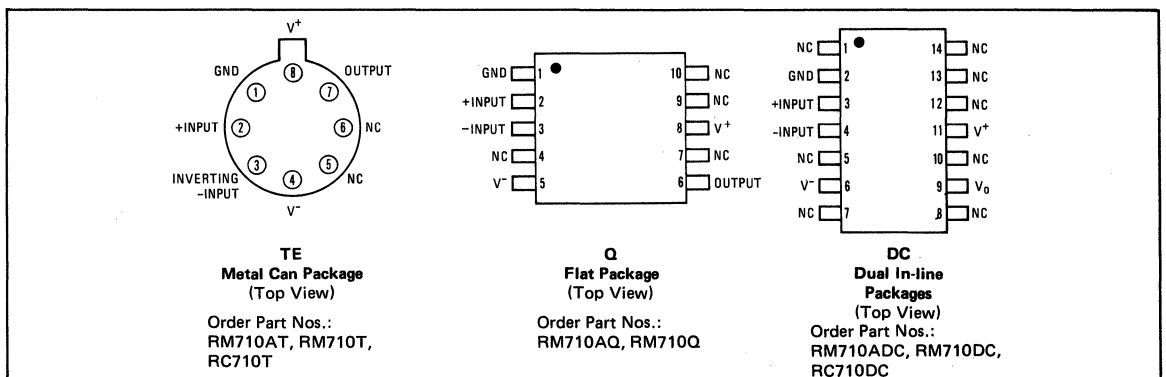 V+
GND
OUTPUT
8
1
7
+INPUT
2
6
NC
3
5
INVERTING
-INPUT
4
NC
V-
TE
Metal Can Package
(Top View)
Order Part Nos.:
RM710AT, RM710T,
RC710T
GND 1 10 NC
+INPUT 2 9 NC
-INPUT 3 8 V+
NC 4 7 NC
V- 5 6 OUTPUT
Q
Flat Package
(Top View)
Order Part Nos.:
RM710AQ, RM710Q
NC 1 14 NC
GND 2 13 NC
+INPUT 3 12 NC
-INPUT 4 11 V+
NC 5 10 NC
V- 6 9 Vo
NC 7 8 NC
DC
Dual In-line
Packages
(Top View)
Order Part Nos.:
RM710ADC, RM710DC,
RC710DC